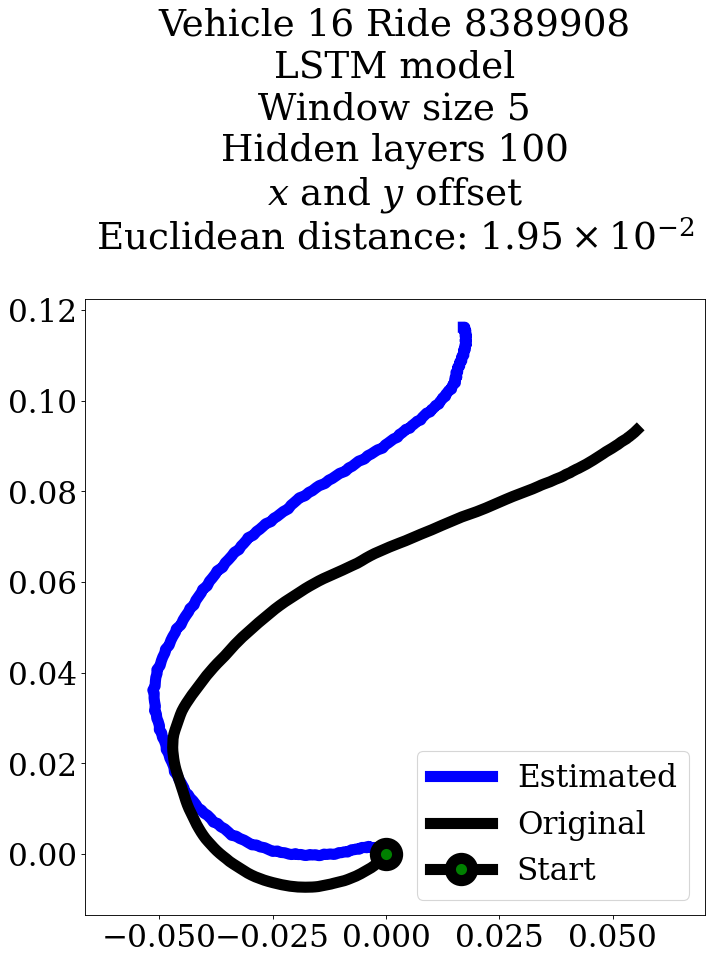 Vehicle 16 Ride 8389908
LSTM model
Window size 5
Hidden layers 100
x and y offset
Euclidean distance: 1.95 × 10⁻²
0.12
0.10
0.08
0.06
0.04
0.02
0.00
Estimated
Original
Start
−0.050 −0.025 0.000 0.025 0.050